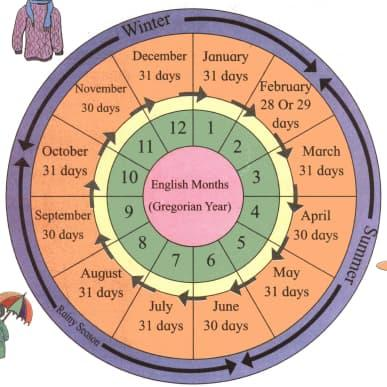 Winter
Summer
Rainy Season
January
31 days
February
28 Or 29
days
March
31 days
April
30 days
May
31 days
June
30 days
July
31 days
August
31 days
September
30 days
October
31 days
November
30 days
December
31 days
1
2
3
4
5
6
7
8
9
10
11
12
English Months
(Gregorian Year)